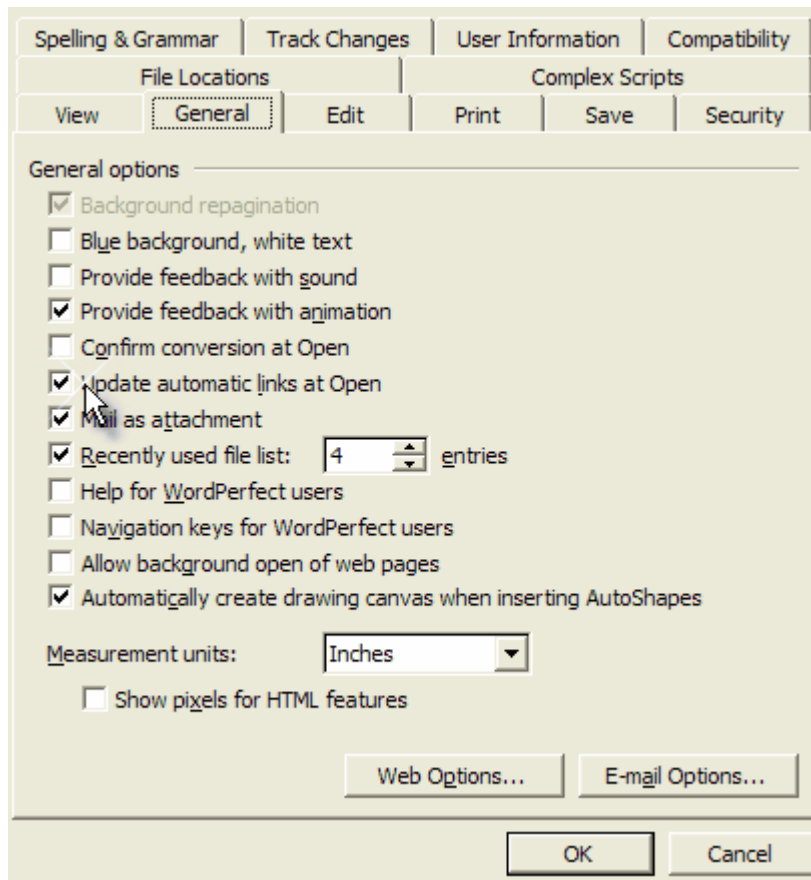 Spelling & Grammar Track Changes User Information Compatibility
File Locations Complex Scripts
View General Edit Print Save Security
General options
Background repagination
Blue background, white text
Provide feedback with sound
Provide feedback with animation
Confirm conversion at Open
Update automatic links at Open
Mail as attachment
Recently used file list: 4 entries
Help for WordPerfect users
Navigation keys for WordPerfect users
Allow background open of web pages
Automatically create drawing canvas when inserting AutoShapes
Measurement units: Inches
Show pixels for HTML features
Web Options... E-mail Options...
OK Cancel